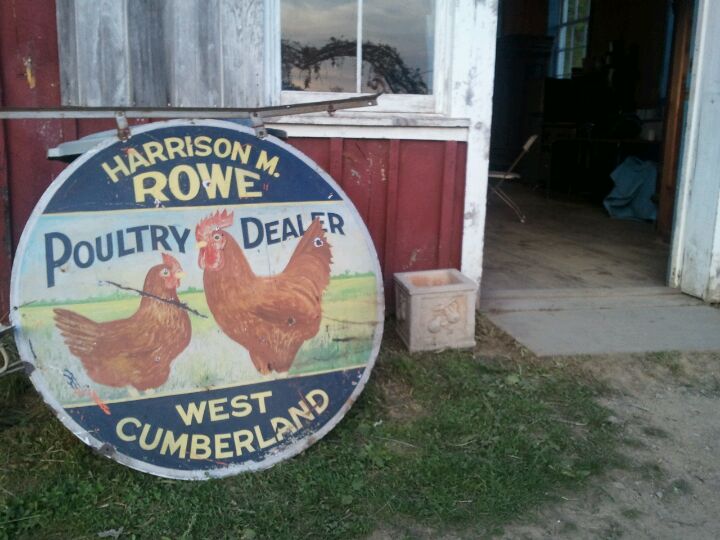 HARRISON M.
ROWE
POULTRY DEALER
WEST
CUMBERLAND